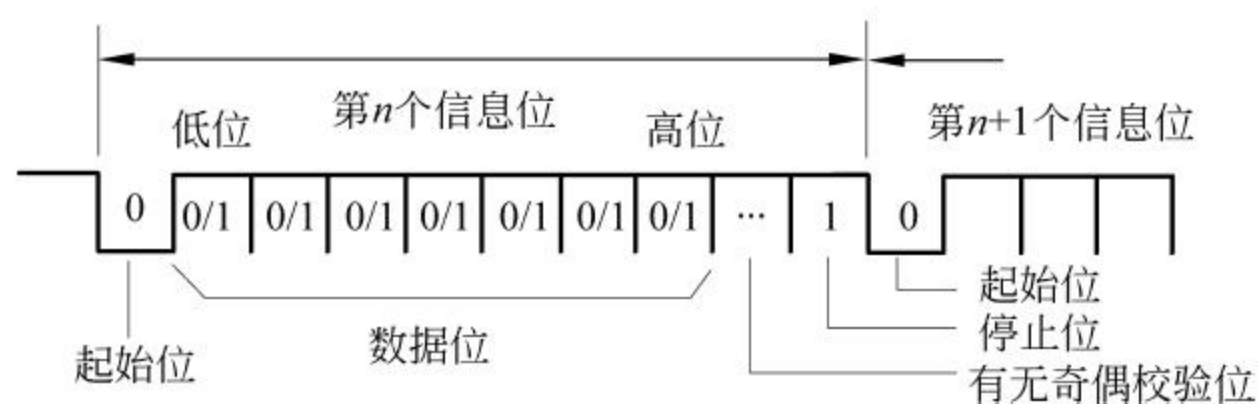 第n个信息位
第n+1个信息位
低位
高位
0 0/1 0/1 0/1 0/1 0/1 0/1 0/1 ... 1 0
起始位
数据位
起始位
停止位
有无奇偶校验位